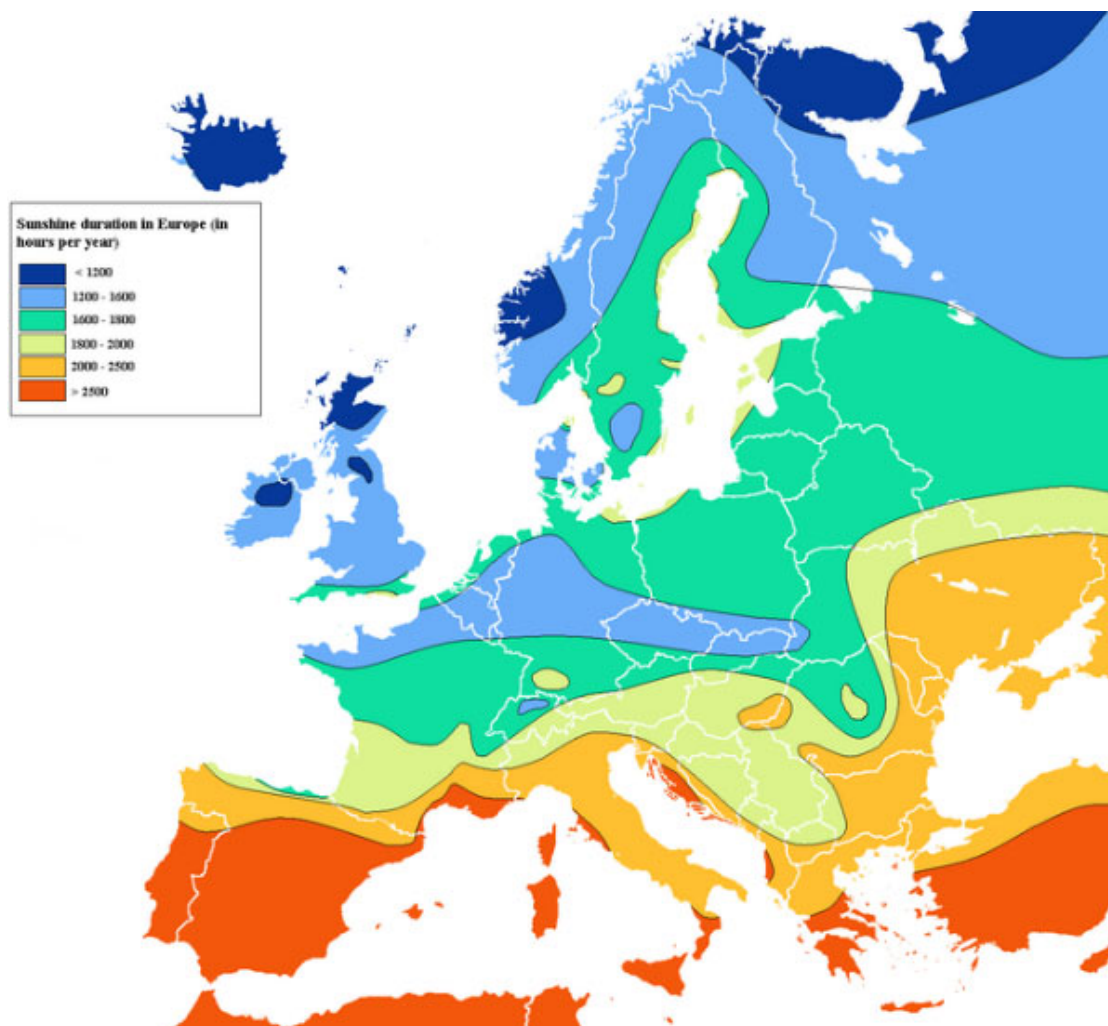 Sunshine duration in Europe (in
hours per year)
< 1200
1200 - 1600
1600 - 1800
1800 - 2000
2000 - 2500
> 2500